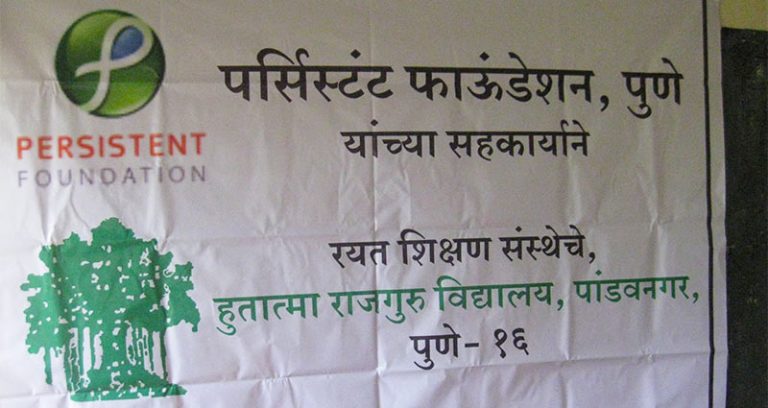 PERSISTENT
FOUNDATION
पर्सिस्टंट फाऊंडेशन, पुणे
यांच्या सहकार्याने
रयत शिक्षण संस्थेचे,
हुतात्मा राजगुरु विद्यालय, पांडवनगर,
पुणे- १६